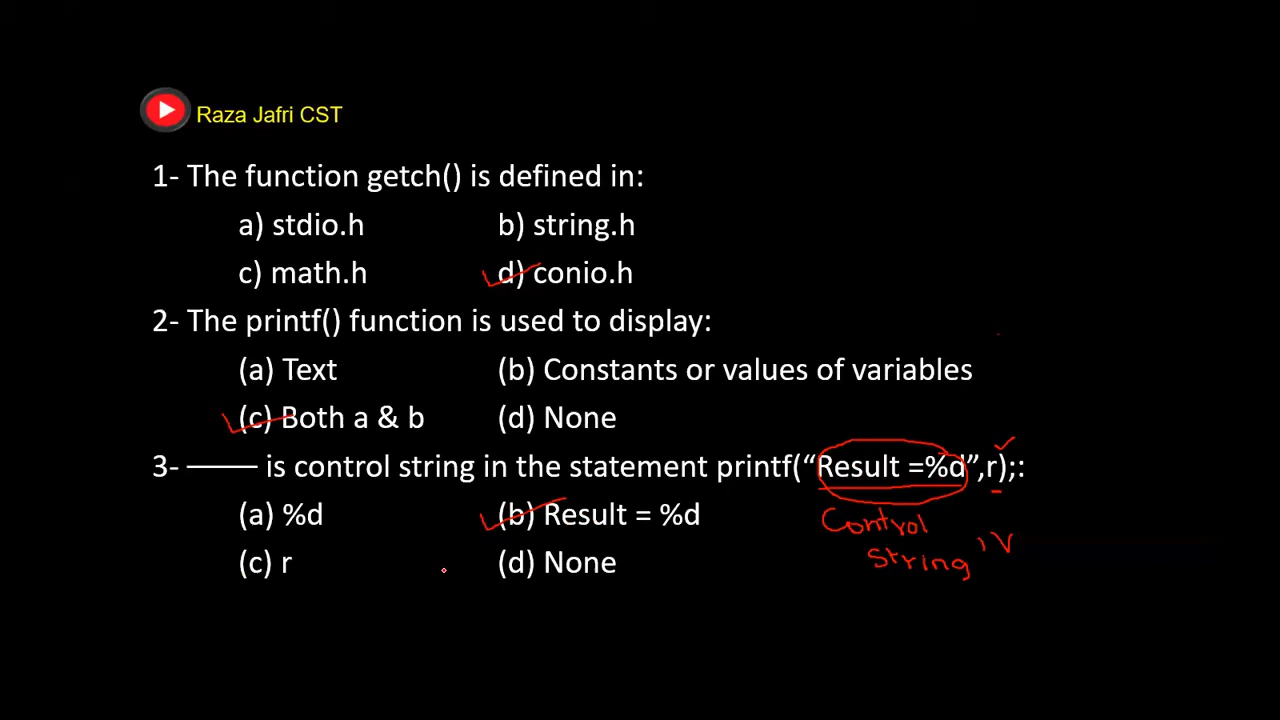 Raza Jafri CST
1- The function getch() is defined in:
a) stdio.h b) string.h
c) math.h d) conio.h
2- The printf() function is used to display:
(a) Text (b) Constants or values of variables
(c) Both a & b (d) None
3- ——— is control string in the statement printf(“Result =%d”,r);:
(a) %d (b) Result = %d
(c) r (d) None
Control
String , V